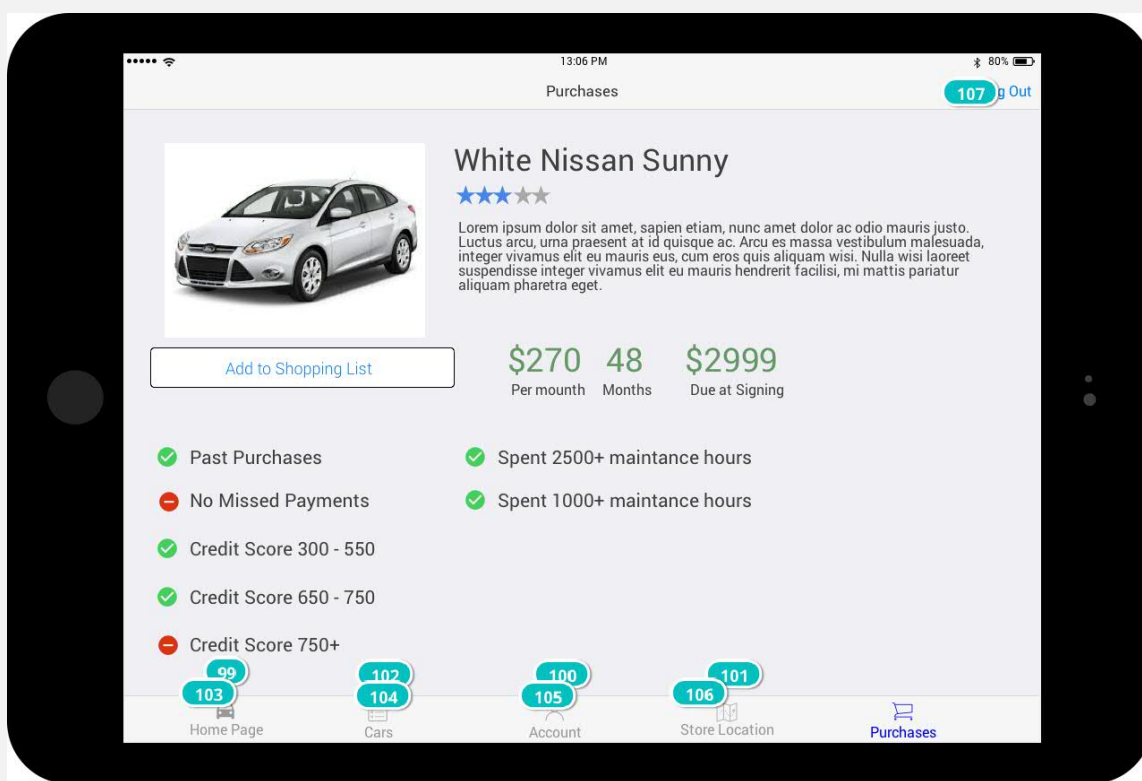 13:06 PM
80%
Purchases
107 g Out
White Nissan Sunny
Lorem ipsum dolor sit amet, sapien etiam, nunc amet dolor ac odio mauris justo.
Luctus arcu, urna praesent at id quisque ac. Arcu es massa vestibulum malesuada,
integer vivamus elit eu mauris eus, cum eros quis aliquam wisi. Nulla wisi laoreet
suspendisse integer vivamus elit eu mauris hendrerit facilisi, mi mattis pariatur
aliquam pharetra eget.
Add to Shopping List
$270 48 $2999
Per mounth Months Due at Signing
Past Purchases
Spent 2500+ maintance hours
No Missed Payments
Spent 1000+ maintance hours
Credit Score 300 - 550
Credit Score 650 - 750
Credit Score 750+
99 102 100 101
103 104 105 106
Home Page Cars Account Store Location Purchases